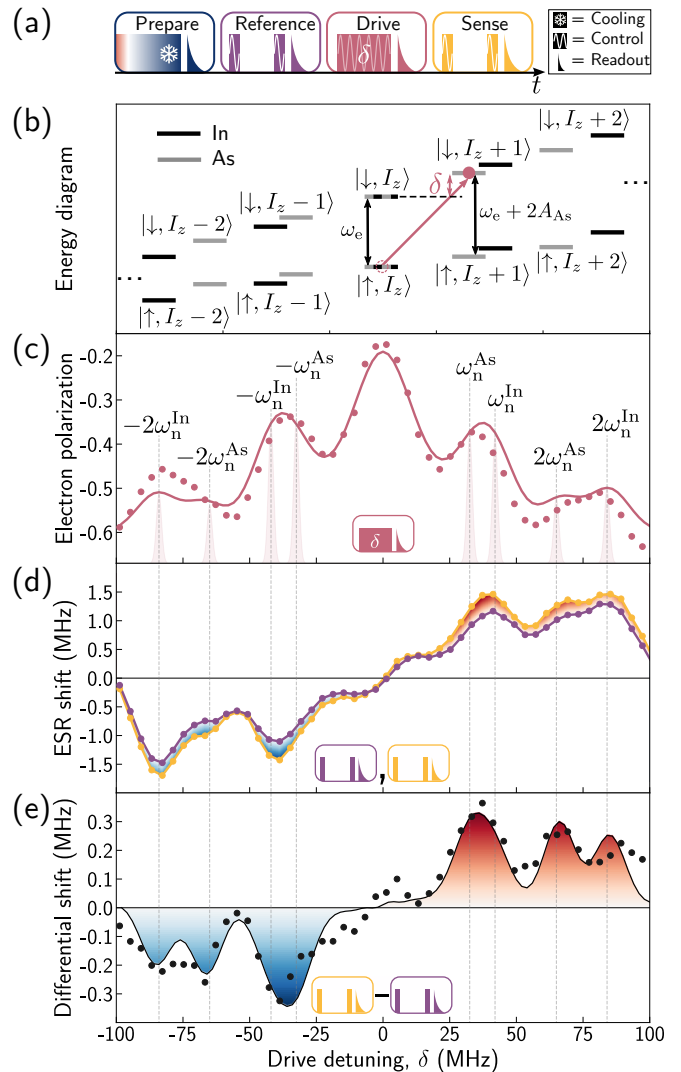 (a)
Prepare Reference Drive Sense
δ
t
❄ = Cooling
= Control
= Readout
(b)
Energy diagram
In
As
|↓, I_z − 2⟩
|↓, I_z − 1⟩
|↓, I_z⟩
|↓, I_z + 1⟩
|↓, I_z + 2⟩
δ
ω_e
ω_e + 2A_As
...
...
|↑, I_z − 2⟩
|↑, I_z − 1⟩
|↑, I_z⟩
|↑, I_z + 1⟩
|↑, I_z + 2⟩
(c)
Electron polarization
-0.2
-0.3
-0.4
-0.5
-0.6
−2ω_n^In
−2ω_n^As
−ω_n^In
−ω_n^As
ω_n^As
ω_n^In
2ω_n^As
2ω_n^In
δ
(d)
ESR shift (MHz)
1.5
1.0
0.5
0.0
-0.5
-1.0
-1.5
,
(e)
Differential shift (MHz)
0.3
0.2
0.1
0.0
-0.1
-0.2
-0.3
−
-100 -75 -50 -25 0 25 50 75 100
Drive detuning, δ (MHz)